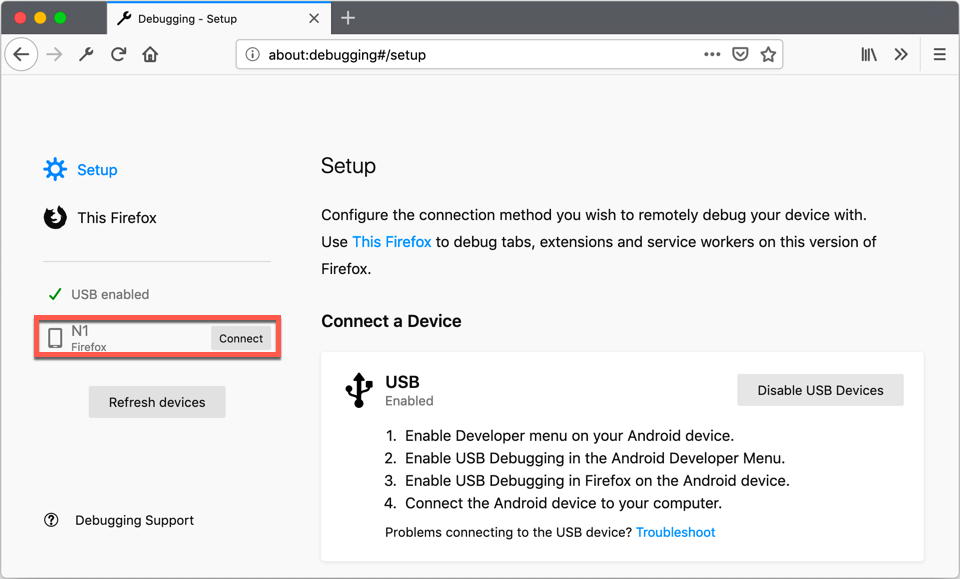 Debugging - Setup
about:debugging#/setup
Setup
This Firefox
USB enabled
N1
Firefox
Connect
Refresh devices
Debugging Support
Setup
Configure the connection method you wish to remotely debug your device with.
Use This Firefox to debug tabs, extensions and service workers on this version of
Firefox.
Connect a Device
USB
Enabled
Disable USB Devices
1. Enable Developer menu on your Android device.
2. Enable USB Debugging in the Android Developer Menu.
3. Enable USB Debugging in Firefox on the Android device.
4. Connect the Android device to your computer.
Problems connecting to the USB device? Troubleshoot